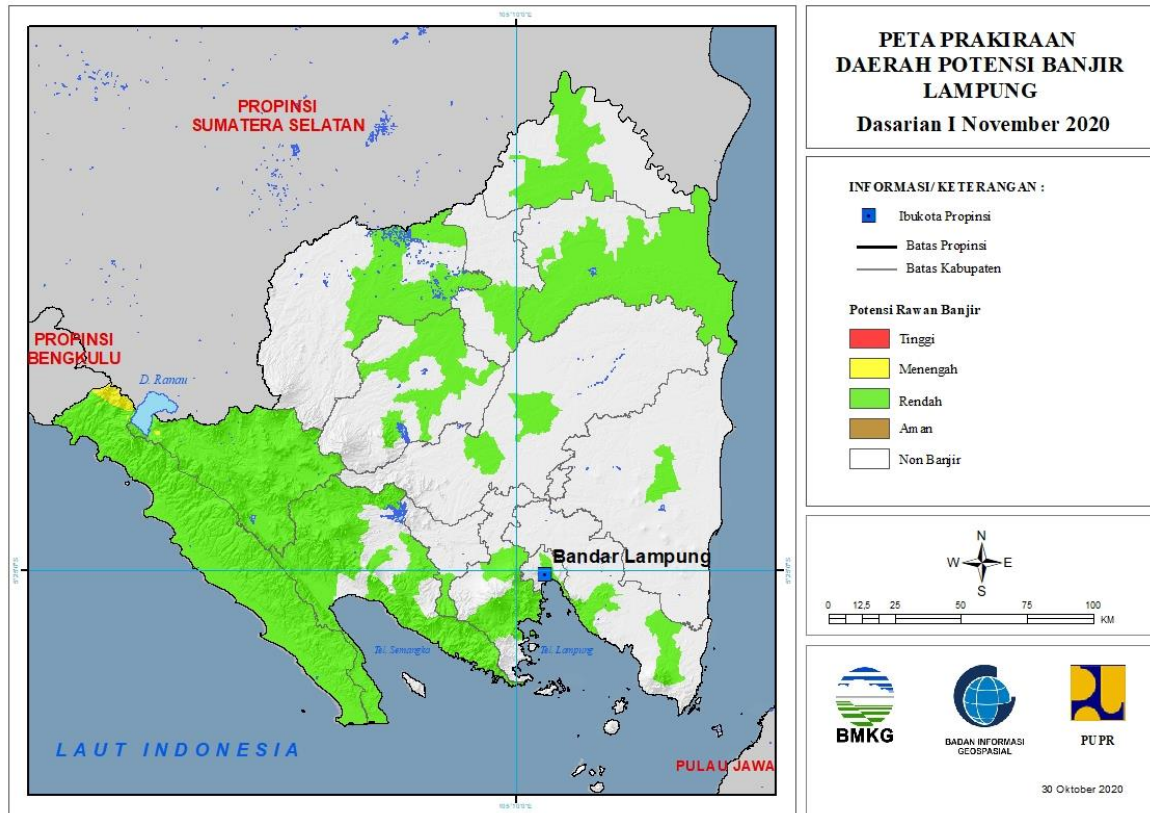 PROPINSI
SUMATERA SELATAN
PROPINSI
BENGKULU
D. Ranau
Bandar Lampung
Tel. Semangka
Tel. Lampung
LAUT INDONESIA
PULAU JAWA
PETA PRAKIRAAN
DAERAH POTENSI BANJIR
LAMPUNG
Dasarian I November 2020
INFORMASI/ KETERANGAN :
Ibukota Propinsi
Batas Propinsi
Batas Kabupaten
Potensi Rawan Banjir
Tinggi
Menengah
Rendah
Aman
Non Banjir
N
W E
S
0 12,5 25 50 75 100
KM
BMKG
BADAN INFORMASI
GEOSPASIAL
PUPR
30 Oktober 2020